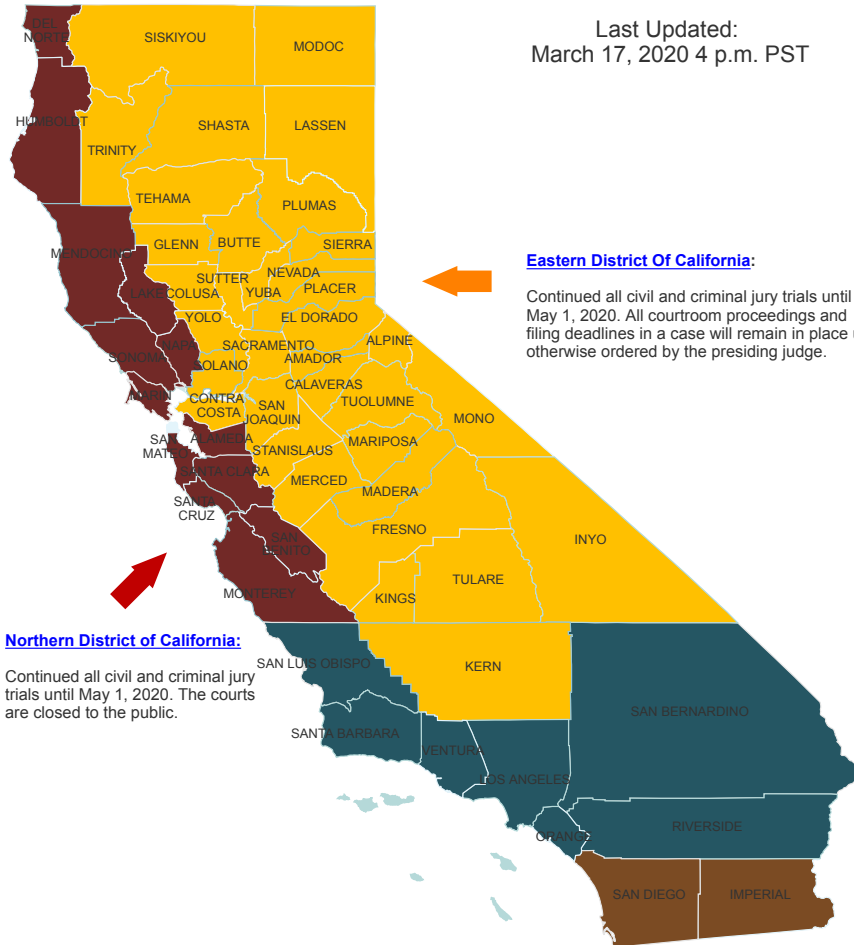 Last Updated:
March 17, 2020 4 p.m. PST
DEL
NORTE
SISKIYOU
MODOC
HUMBOLDT
SHASTA
LASSEN
TRINITY
TEHAMA
PLUMAS
GLENN
BUTTE
SIERRA
MENDOCINO
NEVADA
SUTTER
YUBA
PLACER
LAKE
COLUSA
YOLO
EL DORADO
NAPA
SACRAMENTO
ALPINE
SONOMA
SOLANO
AMADOR
CALAVERAS
MARIN
CONTRA
COSTA
SAN
JOAQUIN
TUOLUMNE
MONO
SAN
MATEO
ALAMEDA
STANISLAUS
MARIPOSA
SANTA CLARA
MERCED
MADERA
SANTA
CRUZ
FRESNO
SAN
BENITO
INYO
TULARE
MONTEREY
KINGS
SAN LUIS OBISPO
KERN
SAN BERNARDINO
SANTA BARBARA
VENTURA
LOS ANGELES
ORANGE
RIVERSIDE
SAN DIEGO
IMPERIAL
Eastern District Of California:
Continued all civil and criminal jury trials until
May 1, 2020. All courtroom proceedings and
filing deadlines in a case will remain in place
otherwise ordered by the presiding judge.
Northern District of California:
Continued all civil and criminal jury
trials until May 1, 2020. The courts
are closed to the public.